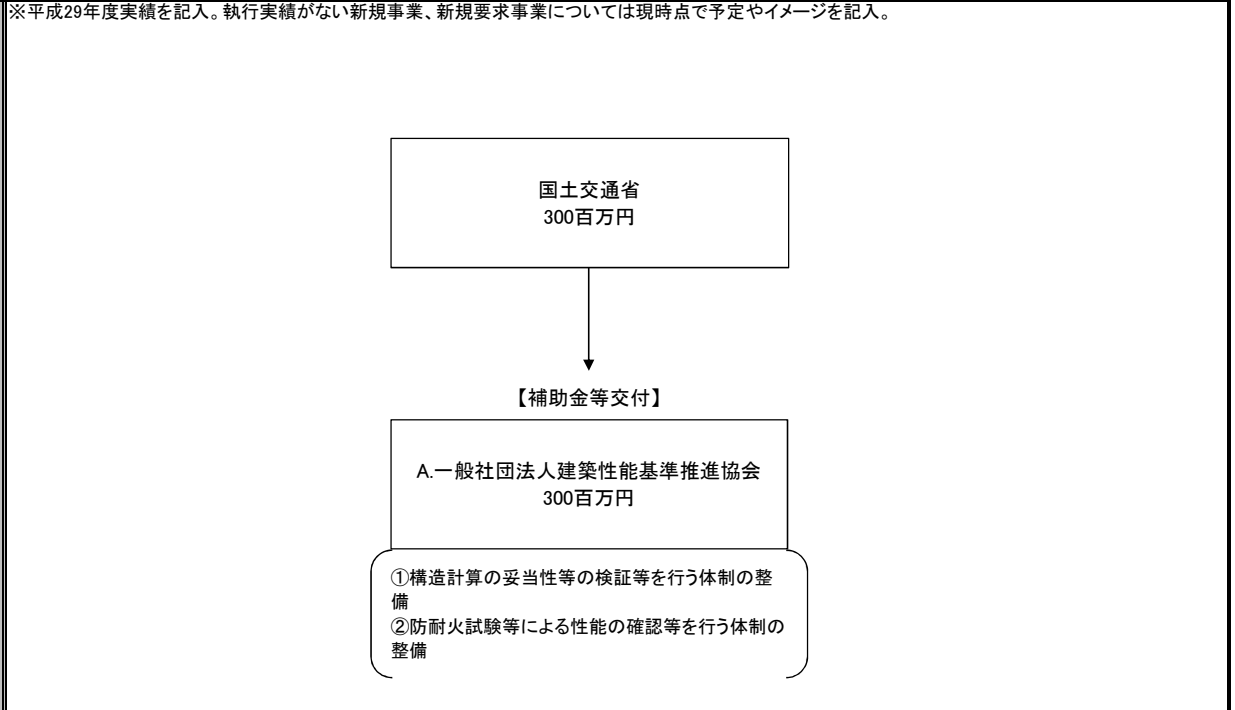 ※平成29年度実績を記入。執行実績がない新規事業、新規要求事業については現時点で予定やイメージを記入。
国土交通省
300百万円
【補助金等交付】
A.一般社団法人建築性能基準推進協会
300百万円
①構造計算の妥当性等の検証等を行う体制の整
備
②防耐火試験等による性能の確認等を行う体制の
整備